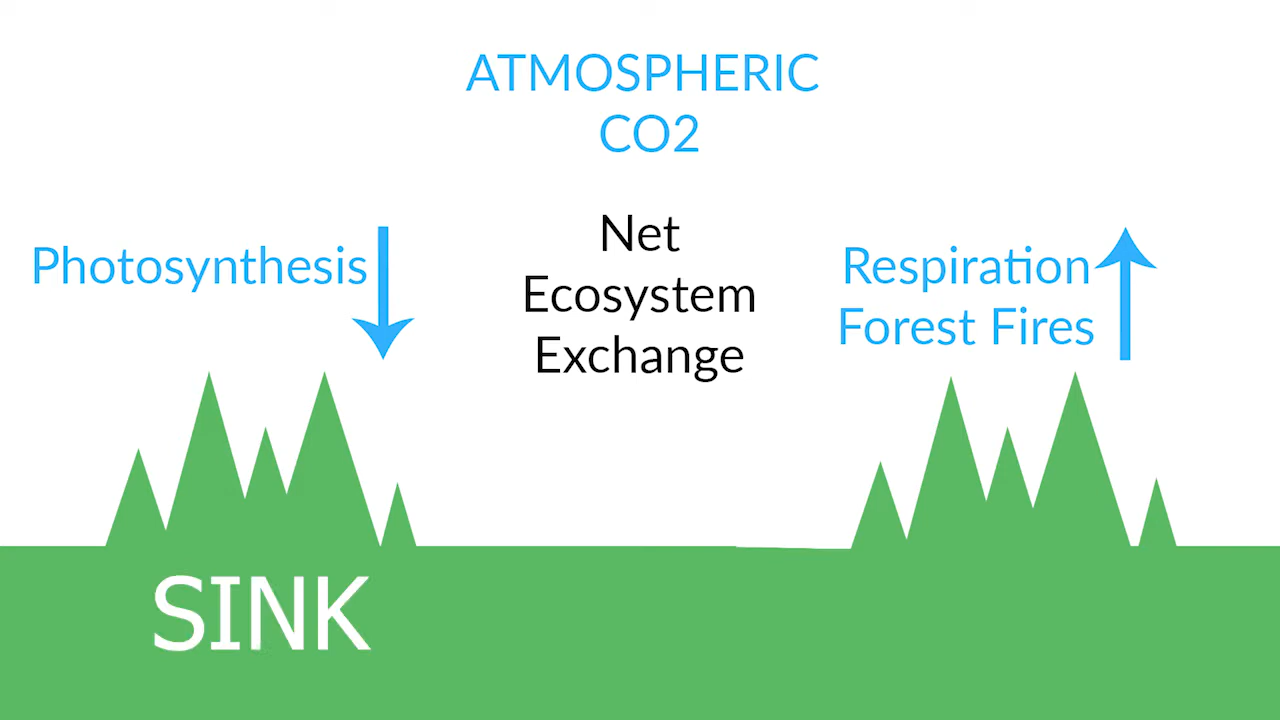 ATMOSPHERIC
CO2
Net
Ecosystem
Exchange
Photosynthesis
Respiration
Forest Fires
SINK